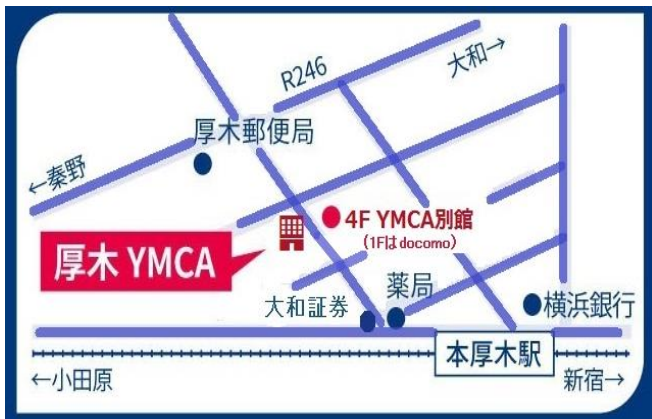 R246
大和→
厚木郵便局
←秦野
4F YMCA別館
(1Fはdocomo)
厚木 YMCA
大和証券
薬局
横浜銀行
本厚木駅
←小田原
新宿→